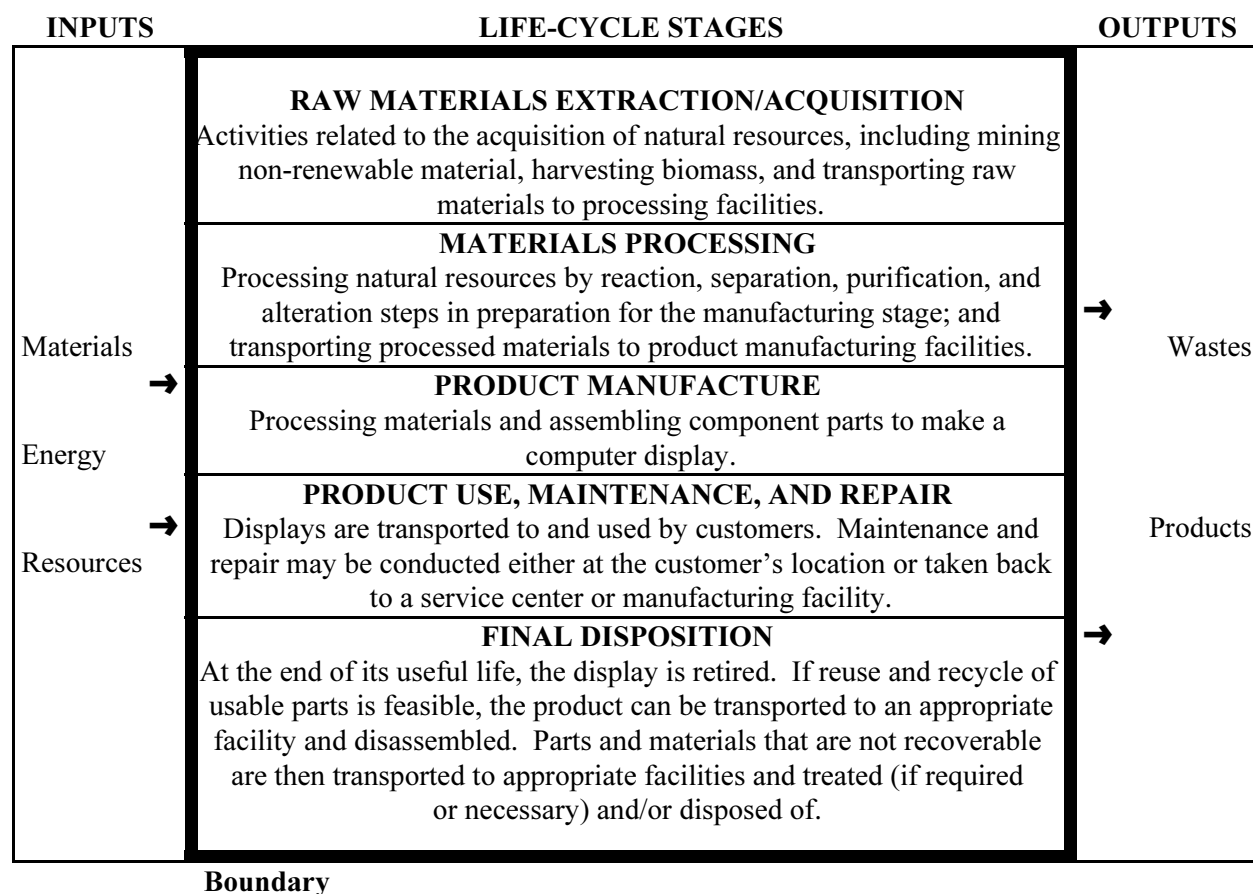 INPUTS LIFE-CYCLE STAGES OUTPUTS
RAW MATERIALS EXTRACTION/ACQUISITION
Activities related to the acquisition of natural resources, including mining
non-renewable material, harvesting biomass, and transporting raw
materials to processing facilities.
MATERIALS PROCESSING
Processing natural resources by reaction, separation, purification, and
alteration steps in preparation for the manufacturing stage; and
transporting processed materials to product manufacturing facilities.
Materials
Wastes
PRODUCT MANUFACTURE
Processing materials and assembling component parts to make a
computer display.
Energy
PRODUCT USE, MAINTENANCE, AND REPAIR
Displays are transported to and used by customers. Maintenance and
repair may be conducted either at the customer's location or taken back
to a service center or manufacturing facility.
Resources
Products
FINAL DISPOSITION
At the end of its useful life, the display is retired. If reuse and recycle of
usable parts is feasible, the product can be transported to an appropriate
facility and disassembled. Parts and materials that are not recoverable
are then transported to appropriate facilities and treated (if required
or necessary) and/or disposed of.
Boundary